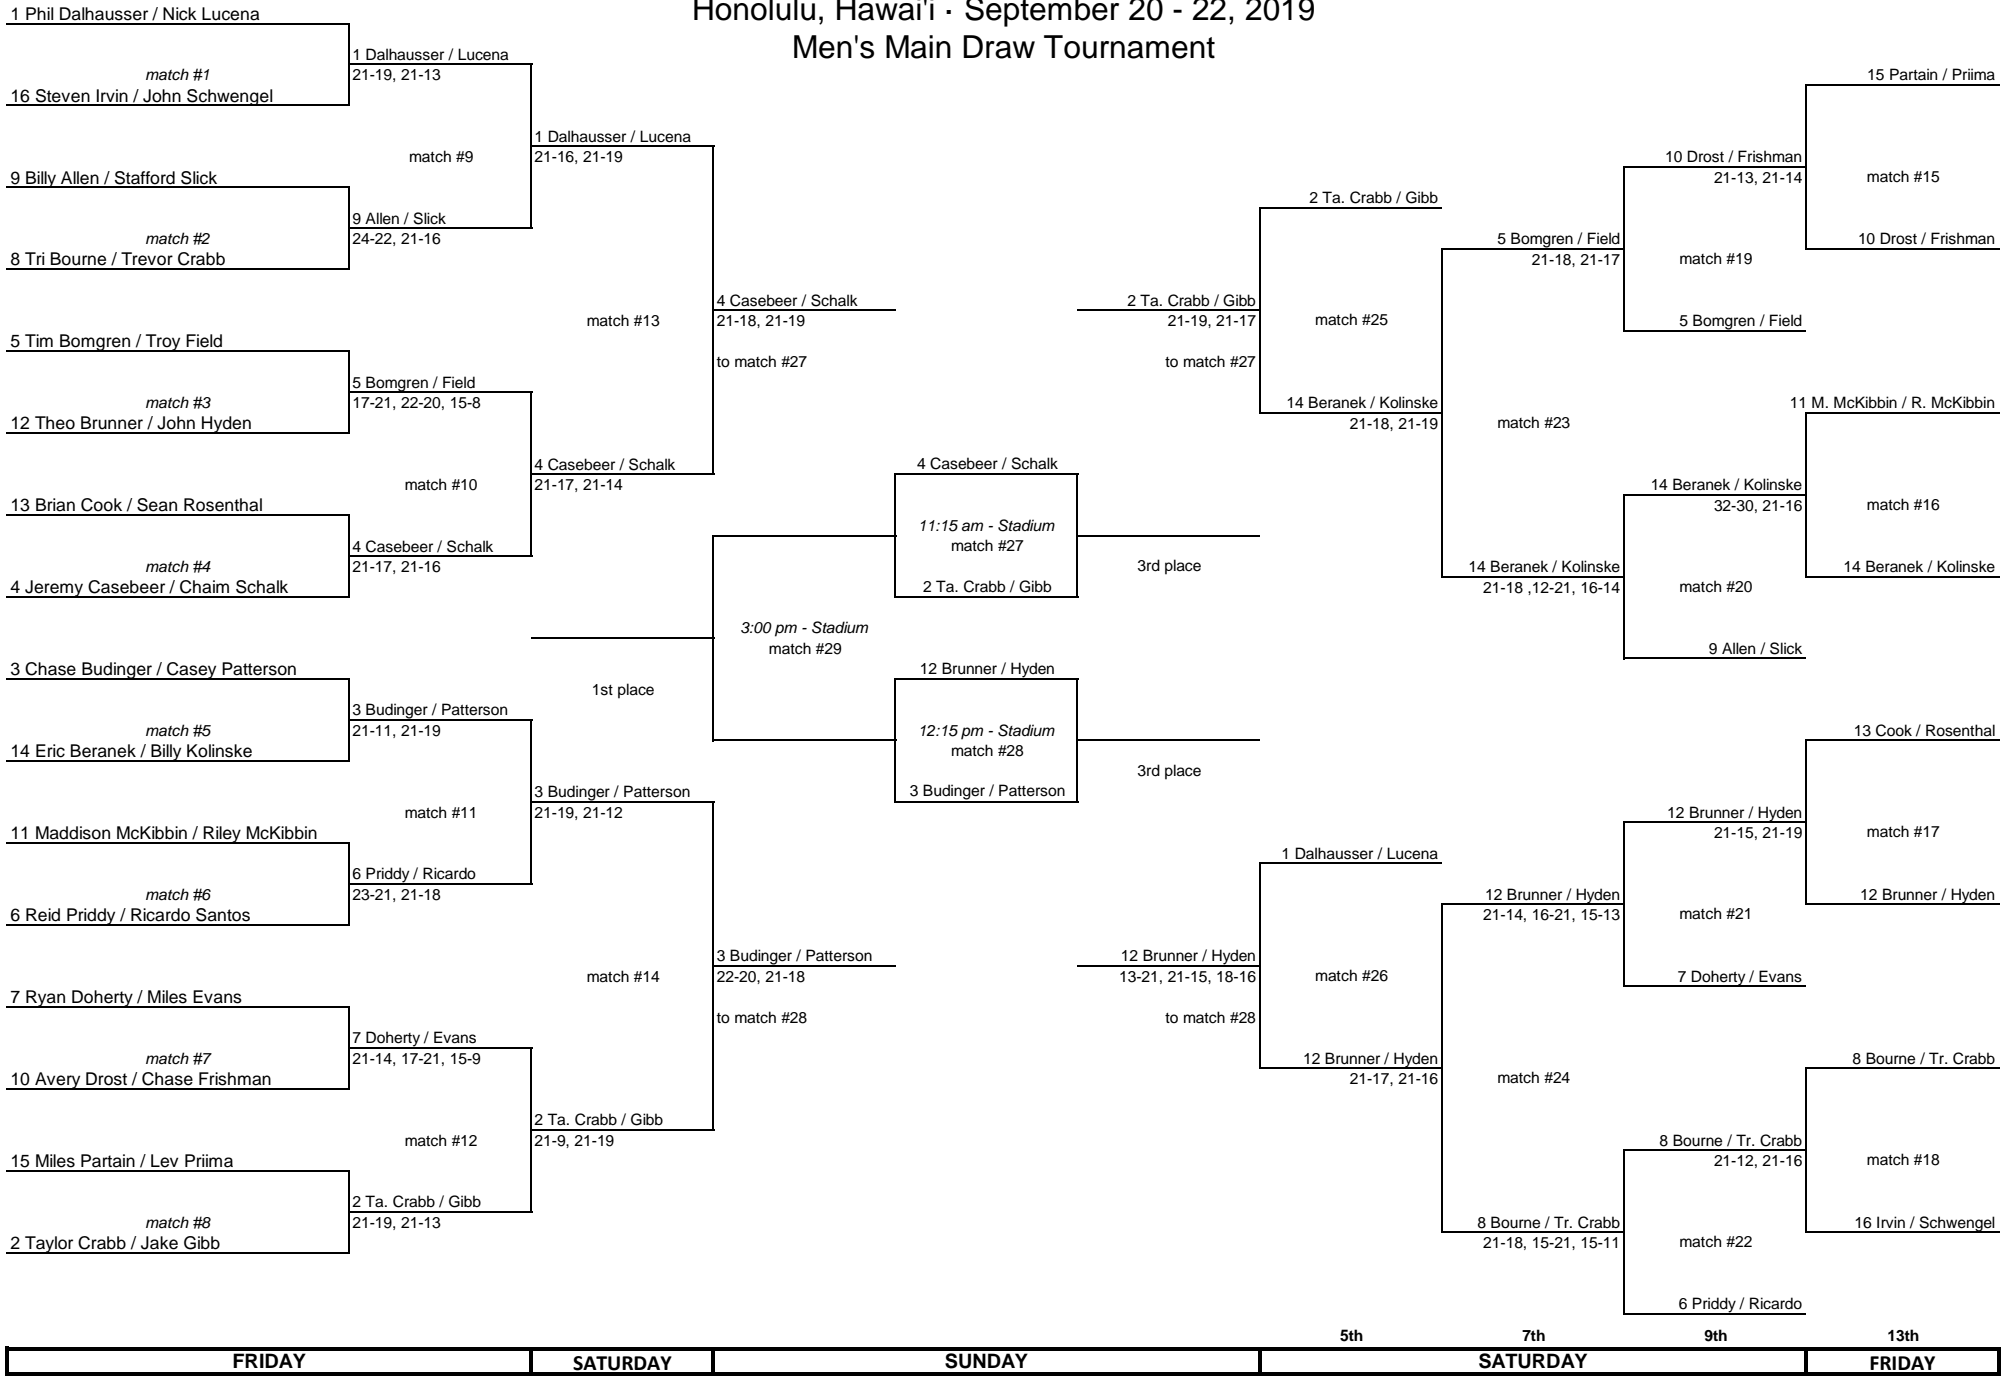 Honolulu, Hawai'i · September 20 - 22, 2019
Men's Main Draw Tournament
1 Phil Dalhausser / Nick Lucena
match #1
16 Steven Irvin / John Schwengel
9 Billy Allen / Stafford Slick
match #2
8 Tri Bourne / Trevor Crabb
5 Tim Bomgren / Troy Field
match #3
12 Theo Brunner / John Hyden
13 Brian Cook / Sean Rosenthal
match #4
4 Jeremy Casebeer / Chaim Schalk
3 Chase Budinger / Casey Patterson
match #5
14 Eric Beranek / Billy Kolinske
11 Maddison McKibbin / Riley McKibbin
match #6
6 Reid Priddy / Ricardo Santos
7 Ryan Doherty / Miles Evans
match #7
10 Avery Drost / Chase Frishman
15 Miles Partain / Lev Priima
match #8
2 Taylor Crabb / Jake Gibb
1 Dalhausser / Lucena
21-19, 21-13
match #9
9 Allen / Slick
24-22, 21-16
5 Bomgren / Field
17-21, 22-20, 15-8
match #10
4 Casebeer / Schalk
21-17, 21-16
3 Budinger / Patterson
21-11, 21-19
match #11
6 Priddy / Ricardo
23-21, 21-18
7 Doherty / Evans
21-14, 17-21, 15-9
match #12
2 Ta. Crabb / Gibb
21-19, 21-13
1 Dalhausser / Lucena
21-16, 21-19
match #13
4 Casebeer / Schalk
21-17, 21-14
1st place
3 Budinger / Patterson
21-19, 21-12
match #14
2 Ta. Crabb / Gibb
21-9, 21-19
4 Casebeer / Schalk
21-18, 21-19
to match #27
3:00 pm - Stadium
match #29
3 Budinger / Patterson
22-20, 21-18
to match #28
4 Casebeer / Schalk
11:15 am - Stadium
match #27
2 Ta. Crabb / Gibb
12 Brunner / Hyden
12:15 pm - Stadium
match #28
3 Budinger / Patterson
2 Ta. Crabb / Gibb
21-19, 21-17
to match #27
3rd place
3rd place
12 Brunner / Hyden
13-21, 21-15, 18-16
to match #28
2 Ta. Crabb / Gibb
match #25
14 Beranek / Kolinske
21-18, 21-19
1 Dalhausser / Lucena
match #26
12 Brunner / Hyden
21-17, 21-16
5 Bomgren / Field
21-18, 21-17
match #23
14 Beranek / Kolinske
21-18 ,12-21, 16-14
12 Brunner / Hyden
21-14, 16-21, 15-13
match #24
8 Bourne / Tr. Crabb
21-18, 15-21, 15-11
10 Drost / Frishman
21-13, 21-14
match #19
5 Bomgren / Field
14 Beranek / Kolinske
32-30, 21-16
match #20
9 Allen / Slick
12 Brunner / Hyden
21-15, 21-19
match #21
7 Doherty / Evans
8 Bourne / Tr. Crabb
21-12, 21-16
match #22
6 Priddy / Ricardo
15 Partain / Priima
match #15
10 Drost / Frishman
11 M. McKibbin / R. McKibbin
match #16
14 Beranek / Kolinske
13 Cook / Rosenthal
match #17
12 Brunner / Hyden
8 Bourne / Tr. Crabb
match #18
16 Irvin / Schwengel
5th 7th 9th 13th
FRIDAY SATURDAY SUNDAY SATURDAY FRIDAY